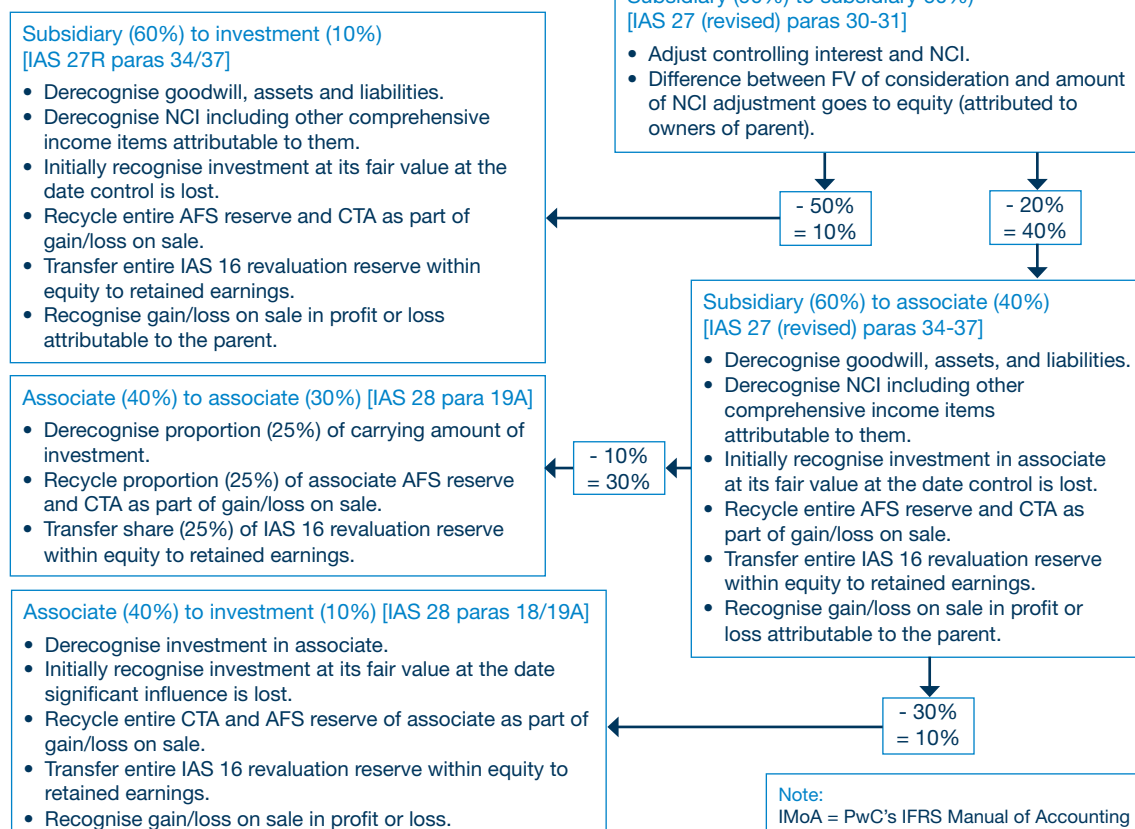 Subsidiary (60%) to investment (10%)
[IAS 27R paras 34/37]
• Derecognise goodwill, assets and liabilities.
• Derecognise NCI including other comprehensive
income items attributable to them.
• Initially recognise investment at its fair value at the
date control is lost.
• Recycle entire AFS reserve and CTA as part of
gain/loss on sale.
• Transfer entire IAS 16 revaluation reserve within
equity to retained earnings.
• Recognise gain/loss on sale in profit or loss
attributable to the parent.
[IAS 27 (revised) paras 30-31]
• Adjust controlling interest and NCI.
• Difference between FV of consideration and amount
of NCI adjustment goes to equity (attributed to
owners of parent).
- 50%
= 10%
- 20%
= 40%
Subsidiary (60%) to associate (40%)
[IAS 27 (revised) paras 34-37]
• Derecognise goodwill, assets, and liabilities.
• Derecognise NCI including other
comprehensive income items
attributable to them.
• Initially recognise investment in associate
at its fair value at the date control is lost.
• Recycle entire AFS reserve and CTA as
part of gain/loss on sale.
• Transfer entire IAS 16 revaluation reserve
within equity to retained earnings.
• Recognise gain/loss on sale in profit or
loss attributable to the parent.
Associate (40%) to associate (30%) [IAS 28 para 19A]
• Derecognise proportion (25%) of carrying amount of
investment.
• Recycle proportion (25%) of associate AFS reserve
and CTA as part of gain/loss on sale.
• Transfer share (25%) of IAS 16 revaluation reserve
within equity to retained earnings.
- 10%
= 30%
Associate (40%) to investment (10%) [IAS 28 paras 18/19A]
• Derecognise investment in associate.
• Initially recognise investment at its fair value at the date
significant influence is lost.
• Recycle entire CTA and AFS reserve of associate as part of
gain/loss on sale.
• Transfer entire IAS 16 revaluation reserve within equity to
retained earnings.
• Recognise gain/loss on sale in profit or loss.
- 30%
= 10%
Note:
IMoA = PwC's IFRS Manual of Accounting